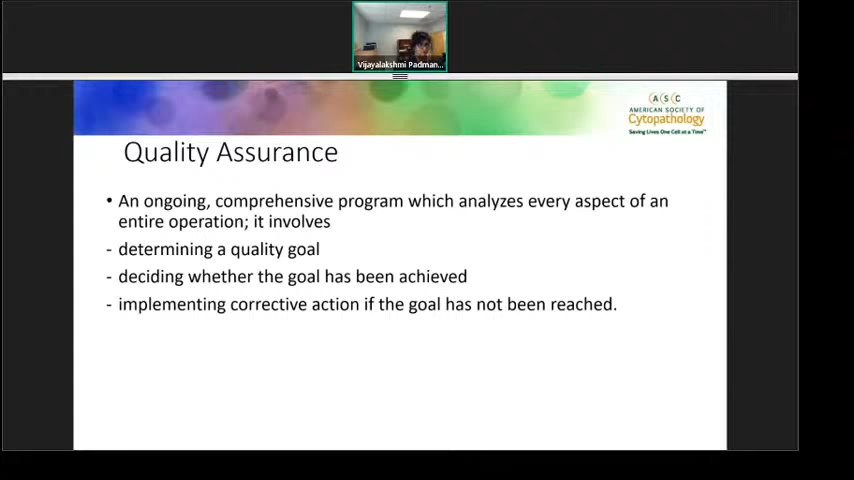 Vijayalakshmi Padman...
A S C
AMERICAN SOCIETY OF
Cytopathology
Saving Lives One Cell at a Time™
Quality Assurance
• An ongoing, comprehensive program which analyzes every aspect of an
entire operation; it involves
- determining a quality goal
- deciding whether the goal has been achieved
- implementing corrective action if the goal has not been reached.